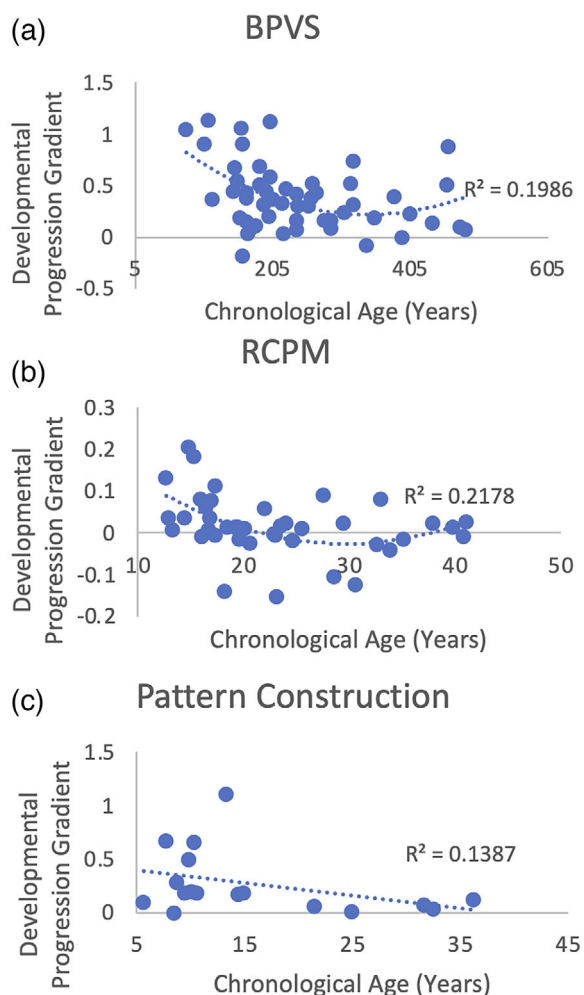 (a)
BPVS
Developmental
Progression Gradient
1.5
1
0.5
0
-0.5
R² = 0.1986
5
205
405
605
Chronological Age (Years)
RCPM
(b)
Developmental
Progression Gradient
0.3
0.2
0.1
0
-0.1
-0.2
R² = 0.2178
10
20
30
40
50
Chronological Age (Years)
(c)
Pattern Construction
Developmental
Progression Gradient
1.5
1
0.5
0
R² = 0.1387
5
15
25
35
45
Chronological Age (Years)